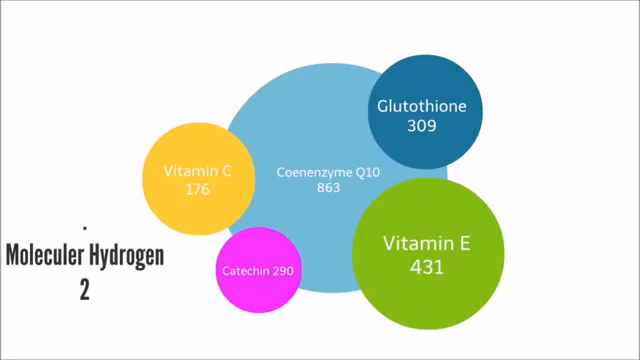 Glutothione
309
Vitamin C
176
Coenenzyme Q10
863
Vitamin E
431
Catechin 290
Moleculer Hydrogen
2